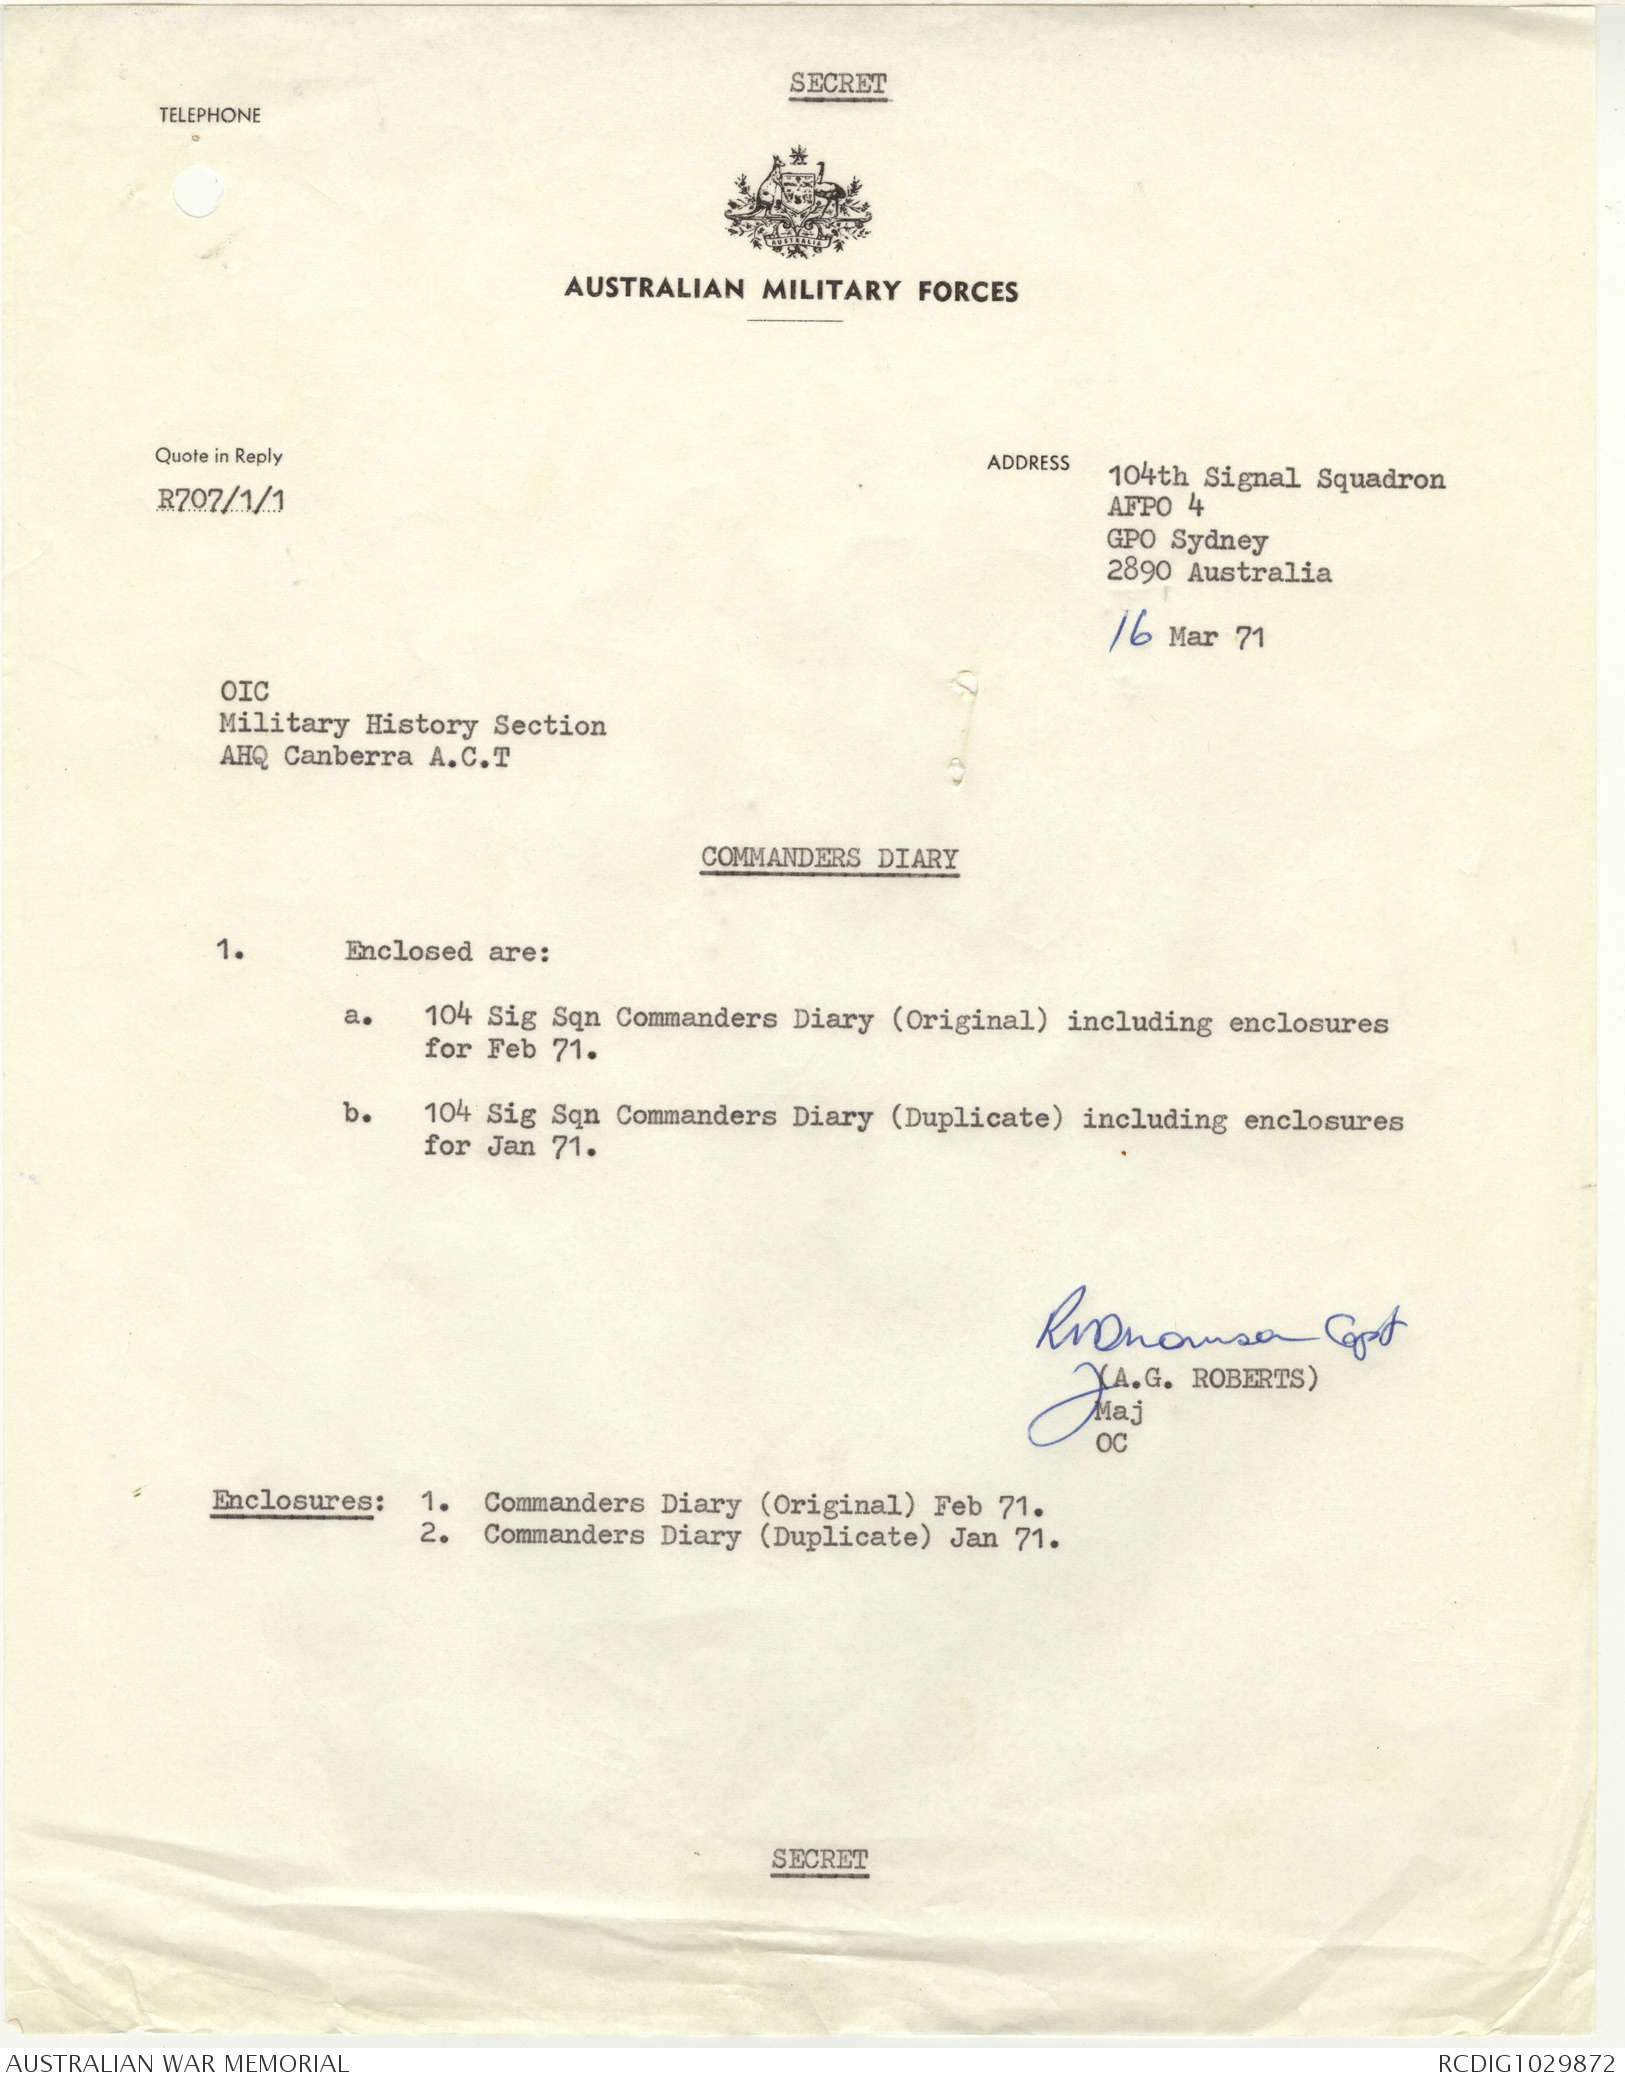 SECRET
TELEPHONE
AUSTRALIA
AUSTRALIAN MILITARY FORCES
Quote in Reply
R707/1/1
ADDRESS
104th Signal Squadron
AFPO 4
GPO Sydney
2890 Australia
16 Mar 71
OIC
Military History Section
AHQ Canberra A.C.T
COMMANDERS DIARY
1. Enclosed are:
a. 104 Sig Sqn Commanders Diary (Original) including enclosures
for Feb 71.
b. 104 Sig Sqn Commanders Diary (Duplicate) including enclosures
for Jan 71.
Capt
(A.G. ROBERTS)
Maj
OC
Enclosures: 1. Commanders Diary (Original) Feb 71.
2. Commanders Diary (Duplicate) Jan 71.
SECRET
AUSTRALIAN WAR MEMORIAL
RCDIG1029872